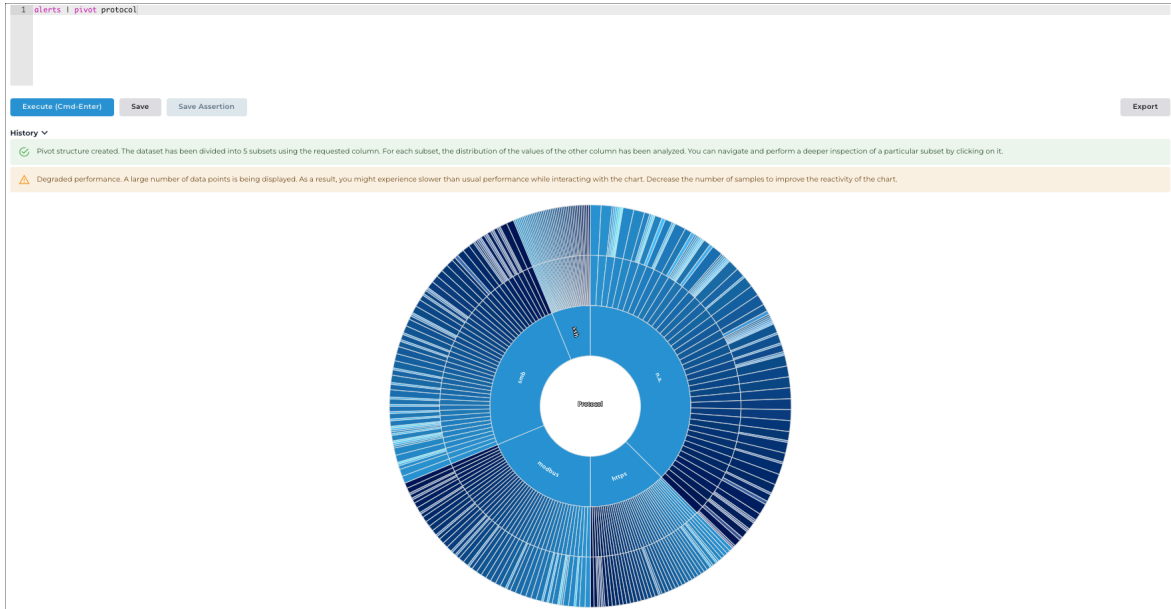 1 alerts | pivot protocol
Execute (Cmd-Enter) Save Save Assertion Export
History
Pivot structure created. The dataset has been divided into 5 subsets using the requested column. For each subset, the distribution of the values of the other column has been analyzed. You can navigate and perform a deeper inspection of a particular subset by clicking on it.
Degraded performance. A large number of data points is being displayed. As a result, you might experience slower than usual performance while interacting with the chart. Decrease the number of samples to improve the reactivity of the chart.
smb
n.a.
Protocol
modbus
https